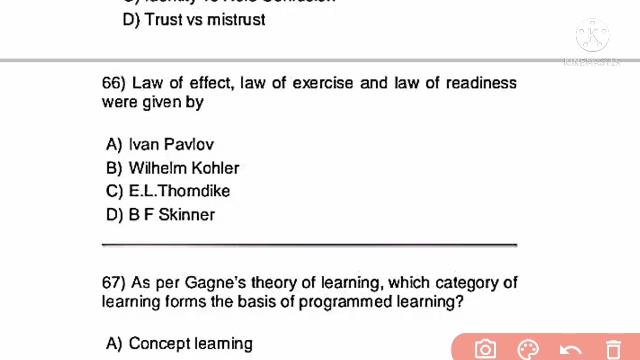 D) Trust vs mistrust
66) Law of effect, law of exercise and law of readiness
were given by
A) Ivan Pavlov
B) Wilhelm Kohler
C) E.L.Thorndike
D) B F Skinner
67) As per Gagne's theory of learning, which category of
learning forms the basis of programmed learning?
A) Concept learning
K
KINEMASTER